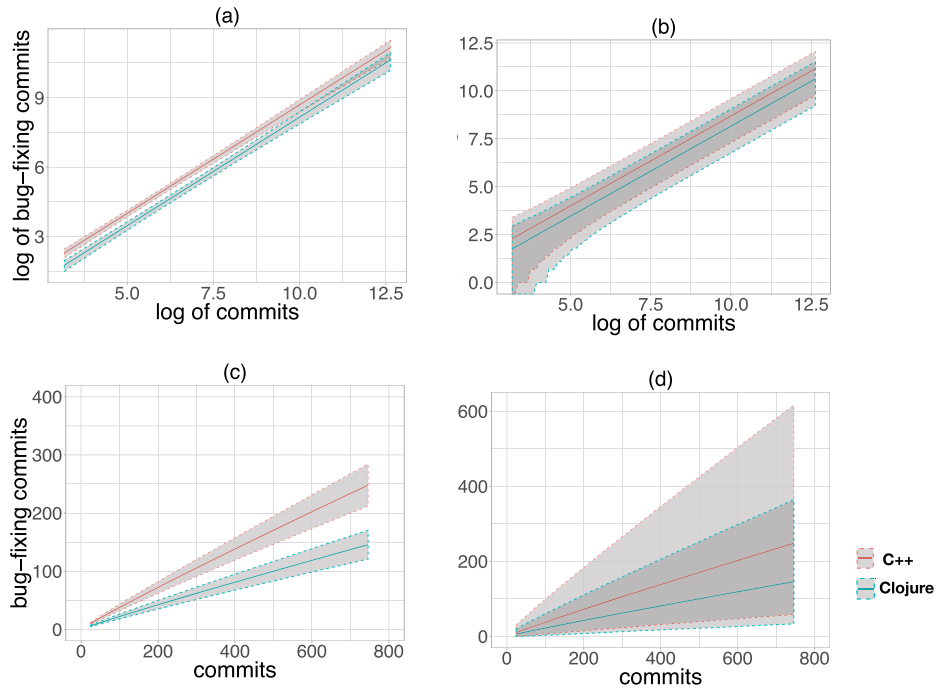 (a)
log of bug−fixing commits
9
6
3
5.0 7.5 10.0 12.5
log of commits
(b)
12.5
10.0
7.5
5.0
2.5
0.0
5.0 7.5 10.0 12.5
log of commits
(c)
bug−fixing commits
400
300
200
100
0
0 200 400 600 800
commits
(d)
600
400
200
0
0 200 400 600 800
commits
C++
Clojure